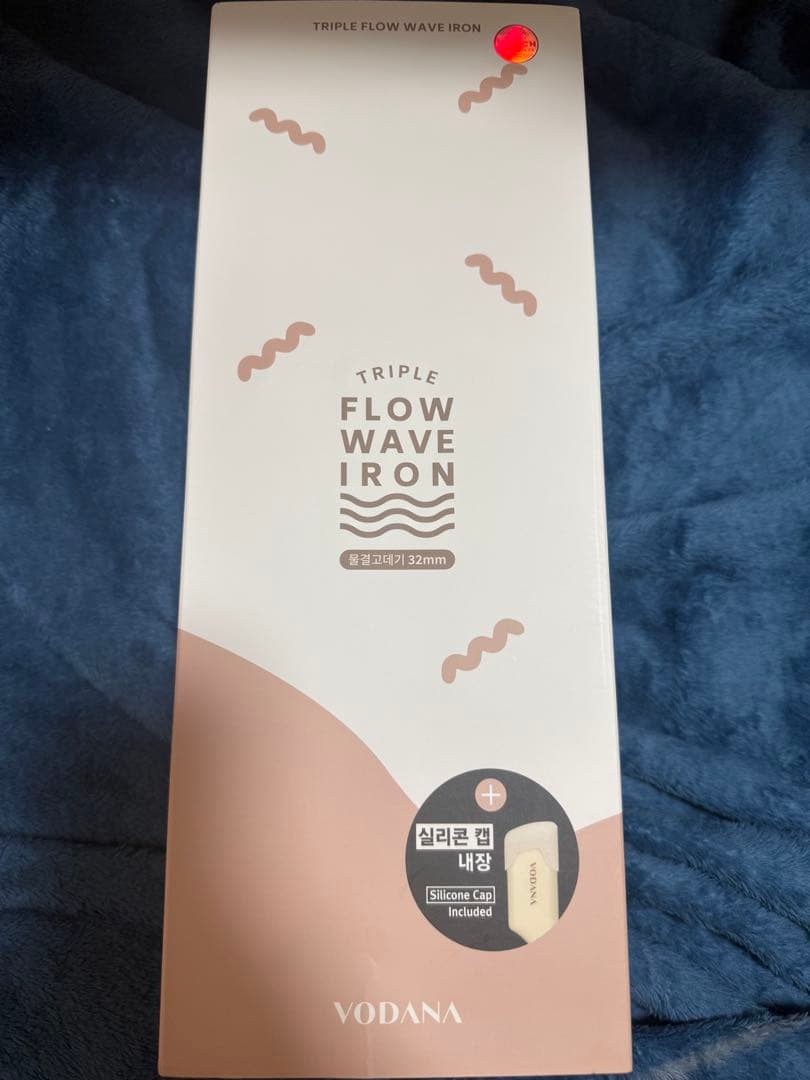 TRIPLE FLOW WAVE IRON
TRIPLE
FLOW
WAVE
IRON
물결고데기 32mm
+
실리콘 캡
내장
Silicone Cap
Included
VODANA
VODANA